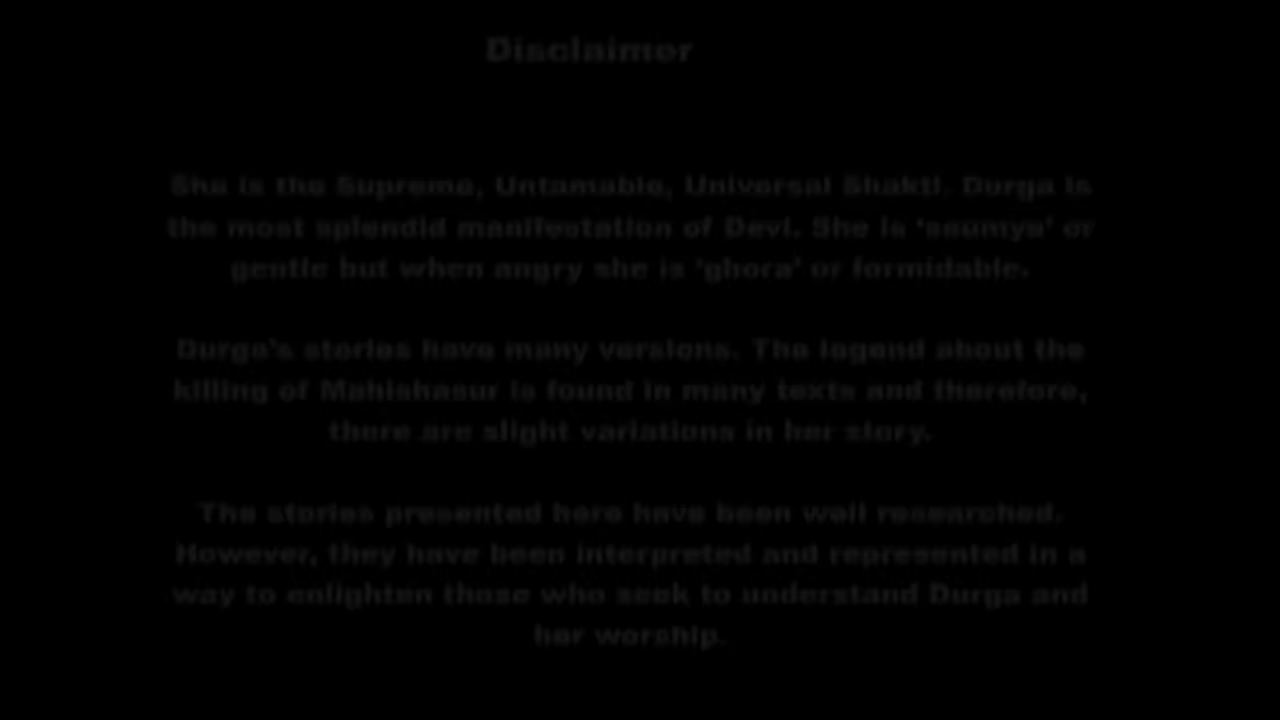 Disclaimer
She is the Supreme, Untamable, Universal Shakti. Durga is
the most splendid manifestation of Devi. She is 'saumya' or
gentle but when angry she is 'ghora' or formidable.
Durga's stories have many versions. The legend about the
killing of Mahishasur is found in many texts and therefore,
there are slight variations in her story.
The stories presented here have been well researched.
However, they have been interpreted and represented in a
way to enlighten those who seek to understand Durga and
her worship.